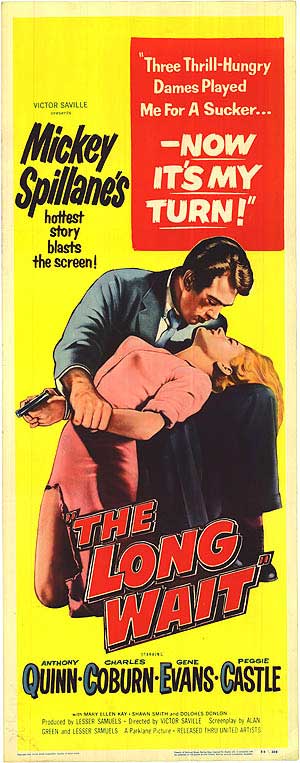 VICTOR SAVILLE
presents
Mickey
Spillane's
hottest
story
blasts
the screen!
"Three Thrill-Hungry
Dames Played
Me For A Sucker...
—NOW
IT'S MY
TURN!"
"THE
LONG
WAIT"
STARRING
ANTHONY CHARLES GENE PEGGIE
QUINN·COBURN·EVANS·CASTLE
WITH MARY ELLEN KAY · SHAWN SMITH AND DOLORES DONLON
Produced by LESSER SAMUELS · Directed by VICTOR SAVILLE Screenplay by ALAN
GREEN and LESSER SAMUELS A Parklane Picture · RELEASED THRU UNITED ARTISTS